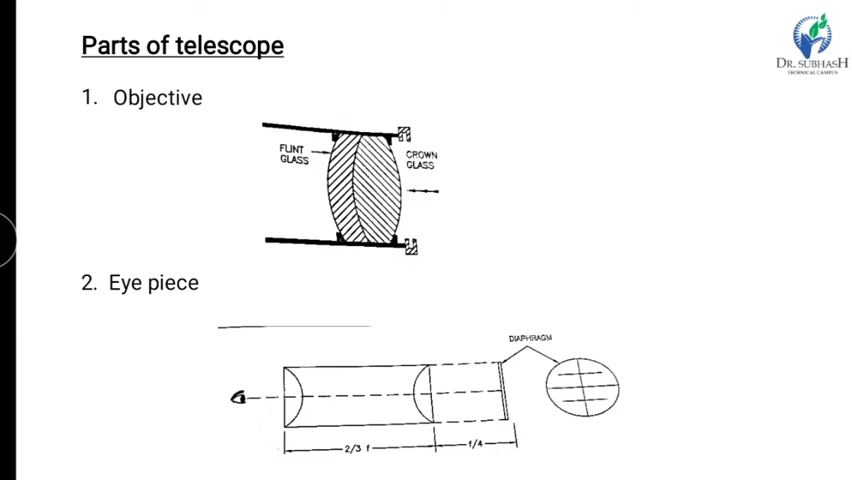 Parts of telescope
DR. SUBHASH
TECHNICAL CAMPUS
1. Objective
FLINT
GLASS
CROWN
GLASS
2. Eye piece
DIAPHRAGM
2/3 f
f/4